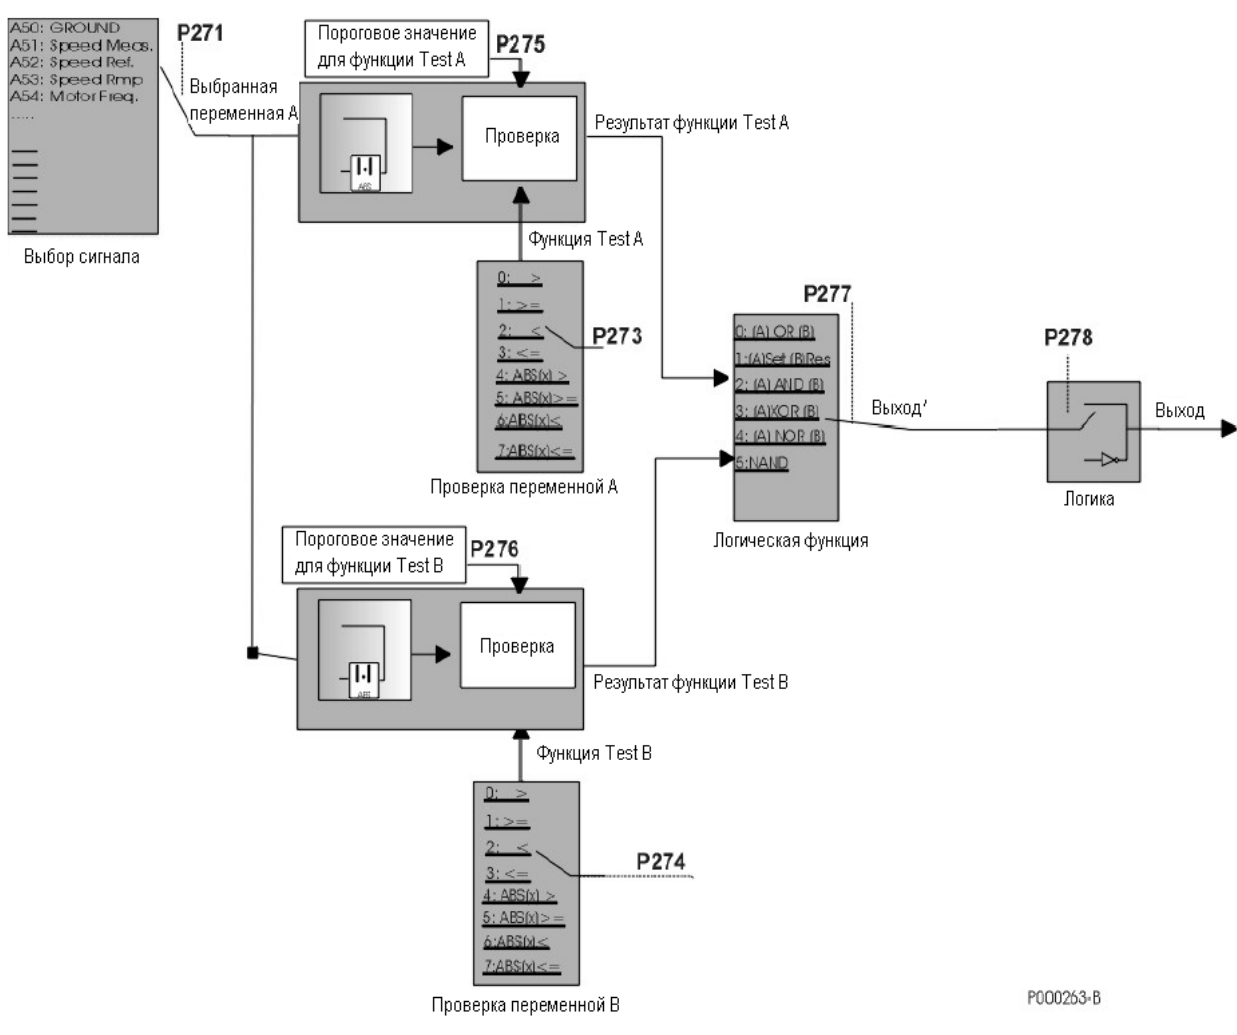 A50: GROUND
A51: Speed Meas.
A52: Speed Ref.
A53: Speed Rmp
A54: Motor Freq.
.....
Выбор сигнала
P271
Выбранная
переменная А
Пороговое значение
для функции Test A
P275
Проверка
ABS
Результат функции Test A
Функция Test A
0: >
1: >=
2: <
3: <=
4: ABS(x) >
5: ABS(x)>=
6:ABS(x)<
7:ABS(x)<=
P273
Проверка переменной А
P277
0: (A) OR (B)
1:(A)Set (B)Res
2: (A) AND (B)
3: (A)XOR (B)
4: (A) NOR (B)
5:NAND
Логическая функция
Выход'
P278
Логика
Выход
Пороговое значение
для функции Test B
P276
Проверка
ABS
Результат функции Test B
Функция Test B
0: >
1: >=
2: <
3: <=
4: ABS(x) >
5: ABS(x)>=
6:ABS(x)<
7:ABS(x)<=
P274
Проверка переменной В
P000263-B